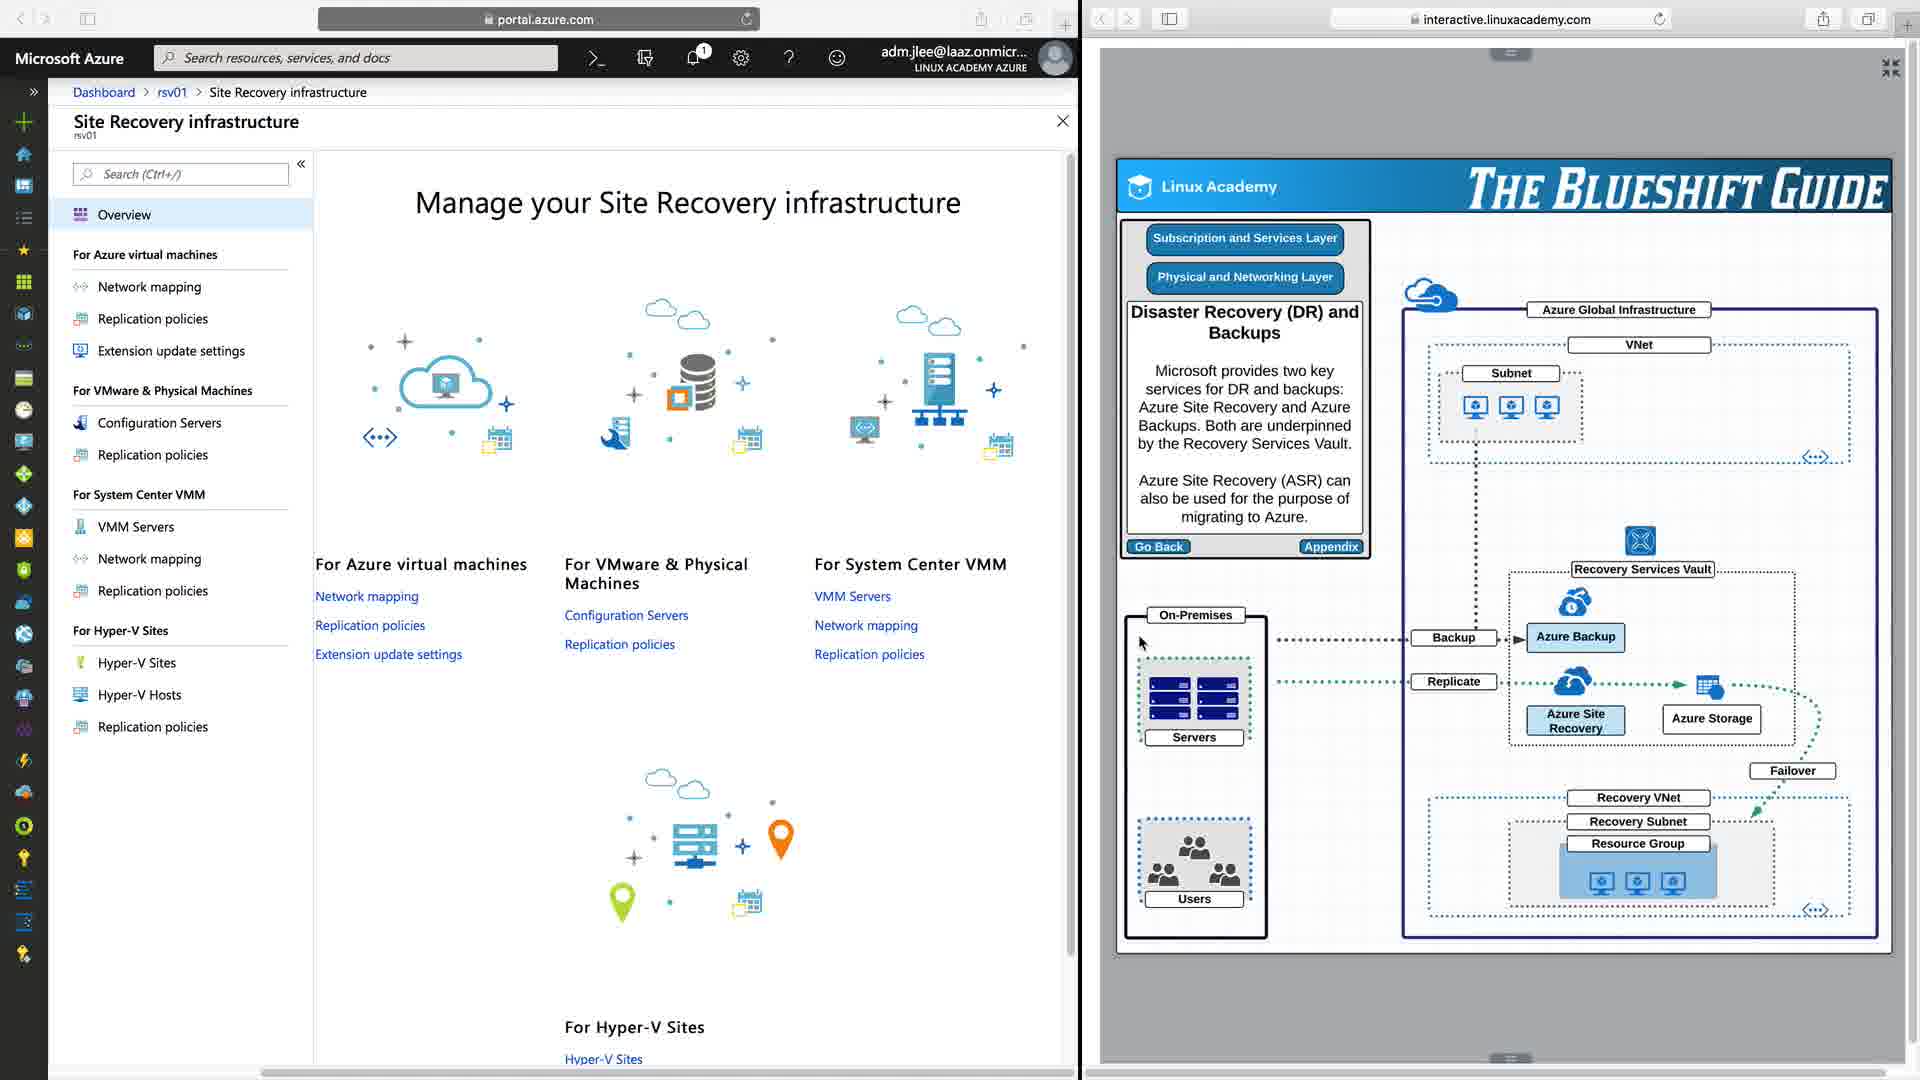 portal.azure.com
Microsoft Azure
Search resources, services, and docs
1
adm.jlee@laaz.onmicr...
LINUX ACADEMY AZURE
Dashboard > rsv01 > Site Recovery infrastructure
Site Recovery infrastructure
rsv01
Search (Ctrl+/)
Overview
For Azure virtual machines
Network mapping
Replication policies
Extension update settings
For VMware & Physical Machines
Configuration Servers
Replication policies
For System Center VMM
VMM Servers
Network mapping
Replication policies
For Hyper-V Sites
Hyper-V Sites
Hyper-V Hosts
Replication policies
Manage your Site Recovery infrastructure
For Azure virtual machines
Network mapping
Replication policies
Extension update settings
For VMware & Physical
Machines
Configuration Servers
Replication policies
For System Center VMM
VMM Servers
Network mapping
Replication policies
For Hyper-V Sites
Hyper-V Sites
interactive.linuxacademy.com
Linux Academy
THE BLUESHIFT GUIDE
Subscription and Services Layer
Physical and Networking Layer
Disaster Recovery (DR) and
Backups
Microsoft provides two key
services for DR and backups:
Azure Site Recovery and Azure
Backups. Both are underpinned
by the Recovery Services Vault.
Azure Site Recovery (ASR) can
also be used for the purpose of
migrating to Azure.
Go Back
Appendix
On-Premises
Servers
Users
Azure Global Infrastructure
VNet
Subnet
Recovery Services Vault
Backup
Azure Backup
Replicate
Azure Site
Recovery
Azure Storage
Failover
Recovery VNet
Recovery Subnet
Resource Group